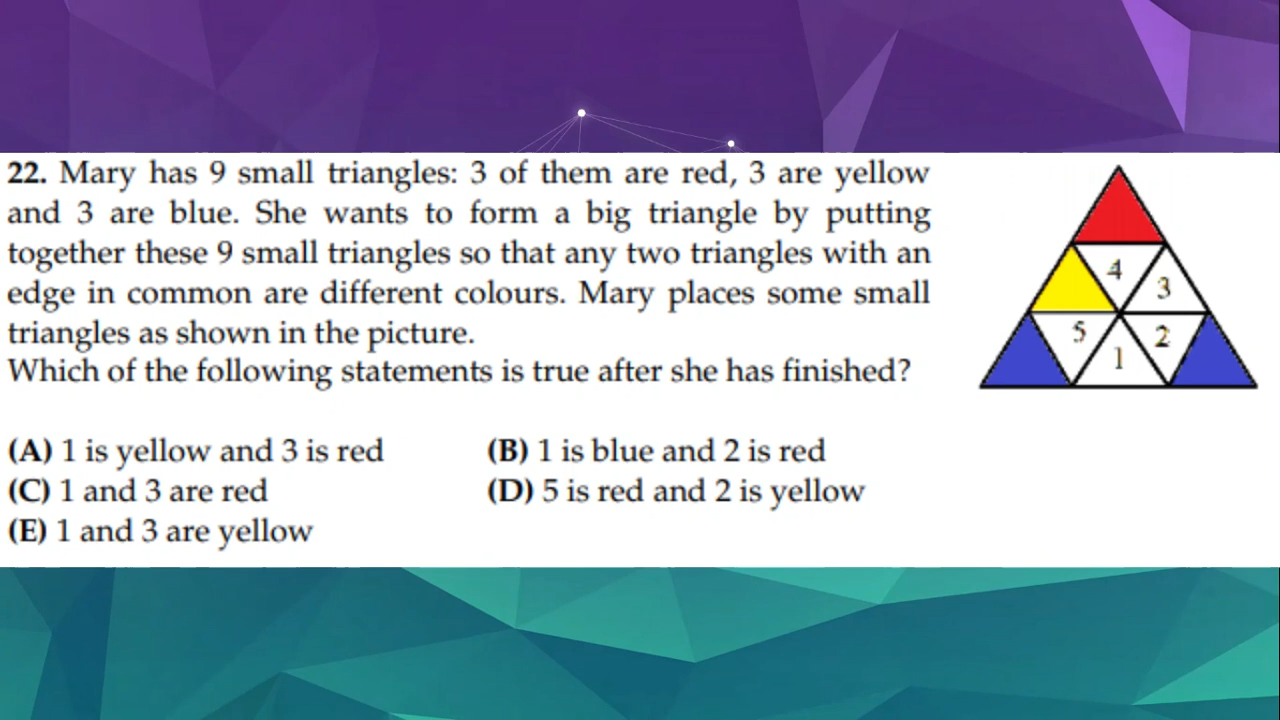 22. Mary has 9 small triangles: 3 of them are red, 3 are yellow
and 3 are blue. She wants to form a big triangle by putting
together these 9 small triangles so that any two triangles with an
edge in common are different colours. Mary places some small
triangles as shown in the picture.
Which of the following statements is true after she has finished?
(A) 1 is yellow and 3 is red (B) 1 is blue and 2 is red
(C) 1 and 3 are red (D) 5 is red and 2 is yellow
(E) 1 and 3 are yellow
4
3
5
2
1